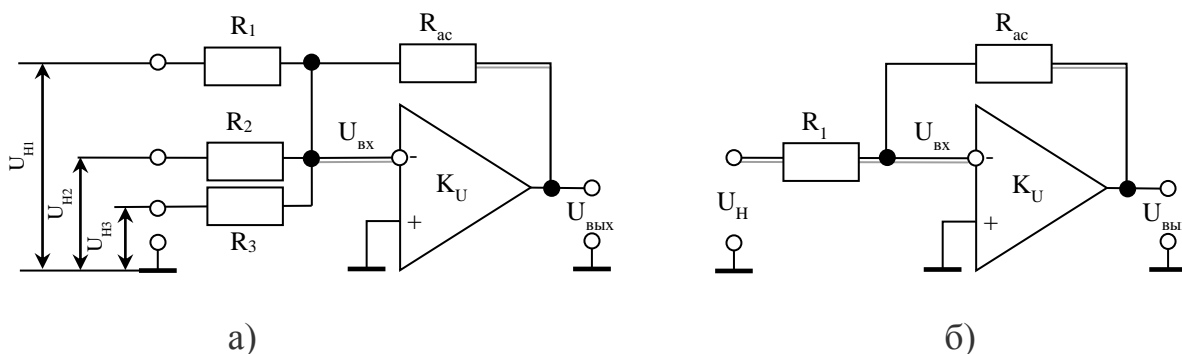 R1
Rас
UН1
R2
Uвх
UН2
-
KU
R3
UН3
+
Uвых
а)
Rас
R1
Uвх
-
KU
UН
+
Uвы
б)